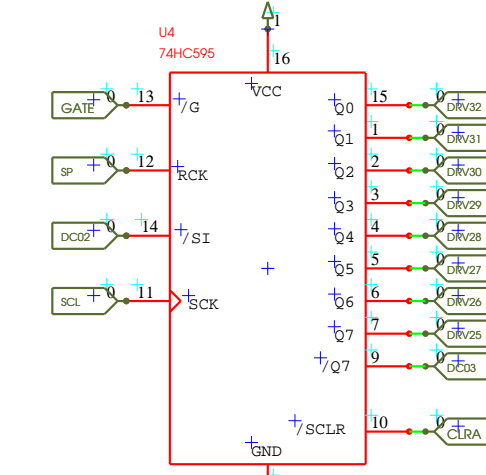 1
U4
74HC595
16
VCC
GATE 0 13 /G Q0 15 0 DRV32
Q1 1 0 DRV31
SP 0 12 RCK Q2 2 0 DRV30
Q3 3 0 DRV29
DC02 0 14 /SI Q4 4 0 DRV28
Q5 5 0 DRV27
SCL 0 11 SCK Q6 6 0 DRV26
Q7 7 0 DRV25
/Q7 9 0 DC03
/SCLR 10 0 CLRA
GND